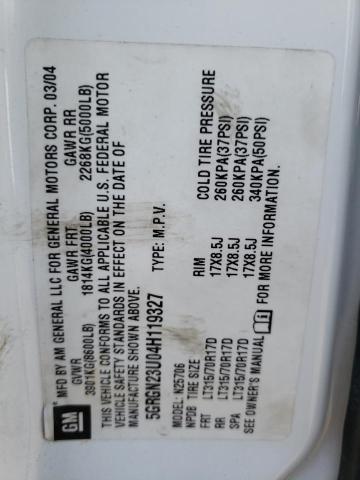 GM
MFD BY AM GENERAL LLC FOR GENERAL MOTORS CORP. 03/04
GVWR GAWR FRT GAWR RR
3901KG(8600LB) 1814KG(4000LB) 2268KG(5000LB)
THIS VEHICLE CONFORMS TO ALL APPLICABLE U.S. FEDERAL MOTOR
VEHICLE SAFETY STANDARDS IN EFFECT ON THE DATE OF
MANUFACTURE SHOWN ABOVE.
5GRGN23U04H119327 TYPE: M.P.V.
MODEL: K25706
NPDB TIRE SIZE RIM COLD TIRE PRESSURE
FRT LT315/70R17D 17X8.5J 260KPA(37PSI)
RR LT315/70R17D 17X8.5J 260KPA(37PSI)
SPA LT315/70R17D 17X8.5J 340KPA(50PSI)
SEE OWNER'S MANUAL FOR MORE INFORMATION.